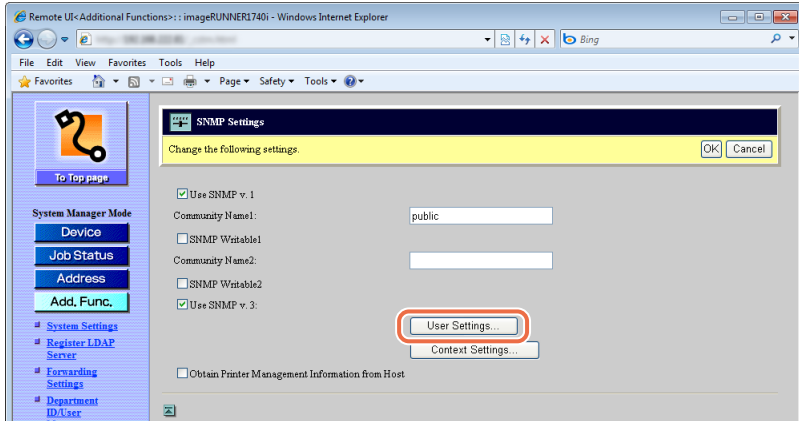 Remote UI<Additional Functions>: : imageRUNNER1740i - Windows Internet Explorer
Bing
File Edit View Favorites Tools Help
Favorites Page Safety Tools
SNMP Settings
Change the following settings. OK Cancel
To Top page
System Manager Mode
Device
Job Status
Address
Add. Func.
System Settings
Register LDAP
Server
Forwarding
Settings
Department
ID/User
Use SNMP v. 1
Community Name1: public
SNMP Writable1
Community Name2:
SNMP Writable2
Use SNMP v. 3:
User Settings...
Context Settings...
Obtain Printer Management Information from Host